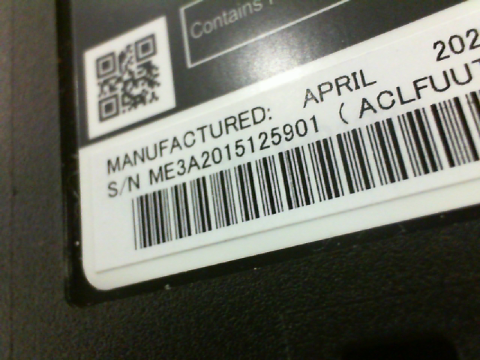 Contains
MANUFACTURED: APRIL 202
S/N ME3A2015125901 ( ACLFUUT